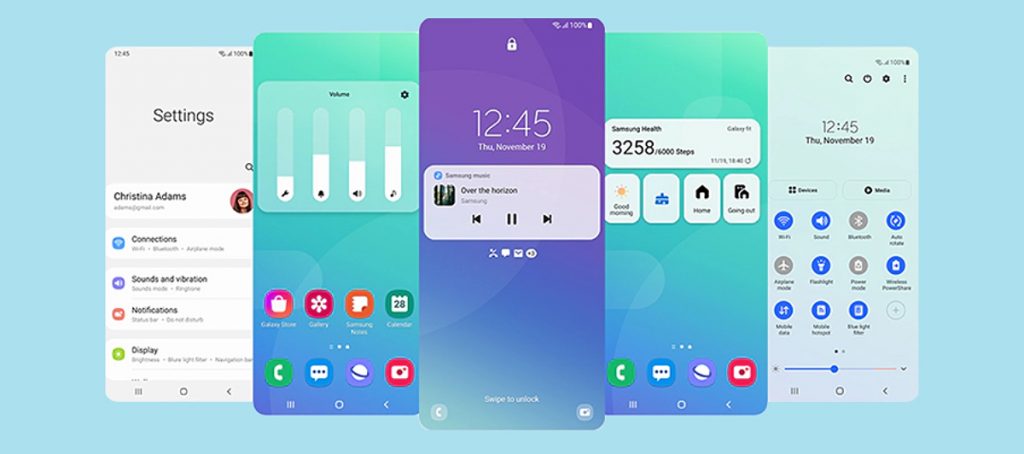 12:45
100%
Settings
Christina Adams
adams@gmail.com
Connections
Wi-Fi • Bluetooth • Airplane mode
Sounds and vibration
Sounds mode • Ringtone
Notifications
Status bar • Do not disturb
Display
Brightness • Blure light filter • Navigation bar
Volume
Galaxy Store
Gallery
Samsung Notes
28
Calendar
100%
12:45
Thu, November 19
Samsung music
Over the horizon
Samsung
Swipe to unlock
Samsung Health
Galaxy fit
3258/6000 Steps
11/19, 18:40
Good morning
Home
Going out
100%
12:45
Thu, November 19
Devices
Media
Wi-Fi
Sound
Bluetooth
Auto rotate
Airplane mode
Flashlight
Power mode
Wireless PowerShare
Mobile data
Mobile hotspot
Blue light filter